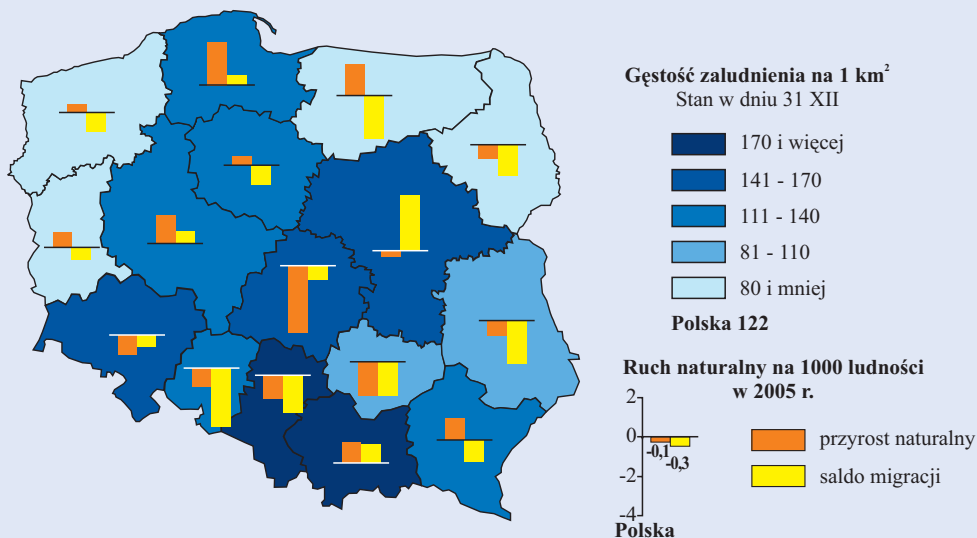 Gęstość zaludnienia na 1 km²
Stan w dniu 31 XII
170 i więcej
141 - 170
111 - 140
81 - 110
80 i mniej
Polska 122
Ruch naturalny na 1000 ludności
w 2005 r.
2
0
-2
-4
-0,1
-0,3
przyrost naturalny
saldo migracji
Polska